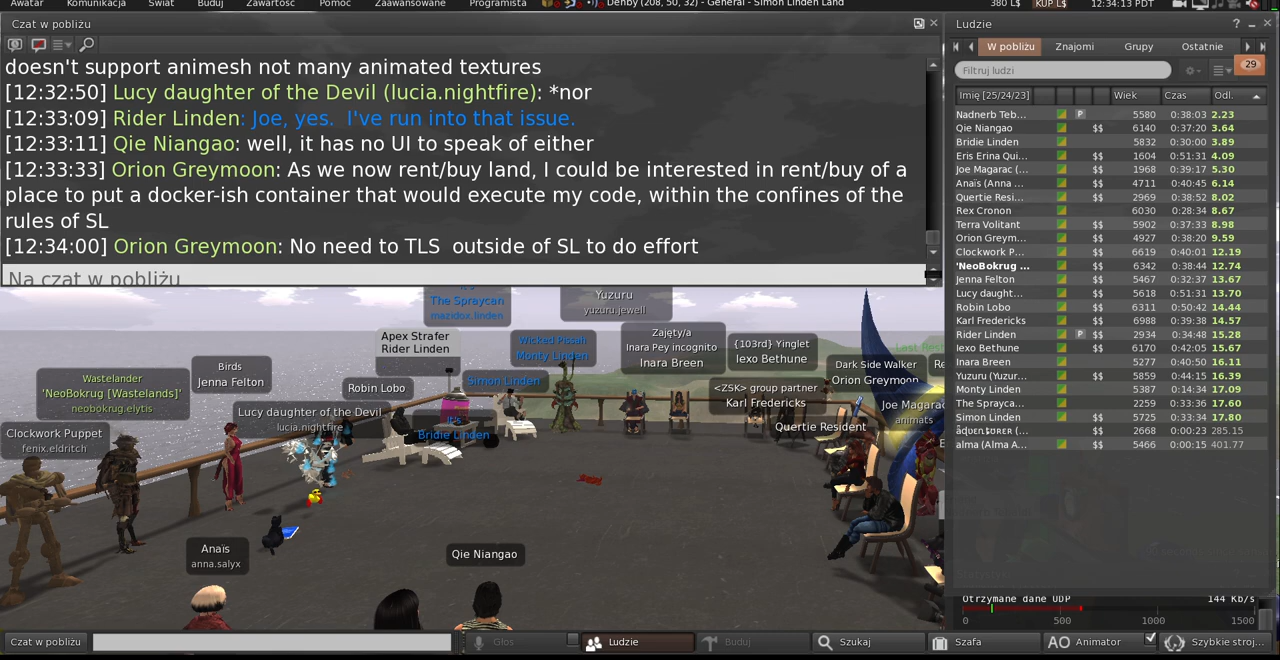 Awatar Komunikacja Świat Buduj Zawartość Pomoc Zaawansowane Programista Denby (208, 50, 32) - General - Simon Linden Land 380 L$ KUP L$ 12:34:13 PDT
Czat w pobliżu
doesn't support animesh not many animated textures
[12:32:50] Lucy daughter of the Devil (lucia.nightfire): *nor
[12:33:09] Rider Linden: Joe, yes. I've run into that issue.
[12:33:11] Qie Niangao: well, it has no UI to speak of either
[12:33:33] Orion Greymoon: As we now rent/buy land, I could be interested in rent/buy of a
place to put a docker-ish container that would execute my code, within the confines of the
rules of SL
[12:34:00] Orion Greymoon: No need to TLS outside of SL to do effort
Na czat w pobliżu
Ludzie
W pobliżu Znajomi Grupy Ostatnie
29
Filtruj ludzi
Imię [25/24/23] Wiek Czas Odl.
Nadnerb Teb... P 5580 0:38:03 2.23
Qie Niangao $$ 6140 0:37:20 3.64
Bridie Linden 5832 0:30:00 3.89
Eris Erina Qui... $$ 1604 0:51:31 4.09
Joe Magarac (... $$ 1968 0:39:17 5.30
Anaïs (Anna ... $$ 4711 0:40:45 6.14
Quertie Resi... $$ 2969 0:38:52 8.02
Rex Cronon 6030 0:28:34 8.67
Terra Volitant $$ 5902 0:37:33 8.98
Orion Greym... $$ 4927 0:38:20 9.59
Clockwork P... $$ 6619 0:40:01 12.19
'NeoBokrug ... $$ 6342 0:38:44 12.74
Jenna Felton $$ 5467 0:32:37 13.67
Lucy daught... $$ 5618 0:51:31 13.70
Robin Lobo $$ 6311 0:50:42 14.44
Karl Fredericks $$ 6988 0:39:38 14.57
Rider Linden P $$ 2934 0:34:48 15.28
Iexo Bethune $$ 6170 0:42:05 15.67
Inara Breen 5277 0:40:50 16.11
Yuzuru (Yuzur... $$ 5859 0:44:15 16.39
Monty Linden 5387 0:14:34 17.09
The Sprayca... 2259 0:33:36 17.60
Simon Linden $$ 5725 0:33:34 17.80
$$ 2668 0:00:23 285.15
alma (Alma A... $$ 5466 0:00:15 401.77
It's
The Spraycan
mazidox.linden
Yuzuru
yuzuru.jewell
Apex Strafer
Rider Linden
Wicked Pissah
Monty Linden
Zajęty/a
Inara Pey incognito
Inara Breen
{103rd} Yinglet
Iexo Bethune
Last Res
Dark Side Walker
Orion Greymoon
Re
Birds
Jenna Felton
Wastelander
'NeoBokrug [Wastelands]'
neobokrug.elytis
Robin Lobo
Simon Linden
<ZSK> group partner
Karl Fredericks
Joe Magarac
animats
Lucy daughter of the Devil
lucia.nightfire
It's
Bridie Linden
Quertie Resident
Clockwork Puppet
fenix.eldritch
Anaïs
anna.salyx
Qie Niangao
Otrzymane dane UDP 144 Kb/s
0 500 1000 1500
Czat w pobliżu Głos Ludzie Buduj Szukaj Szafa AO Animator Szybkie stroj...